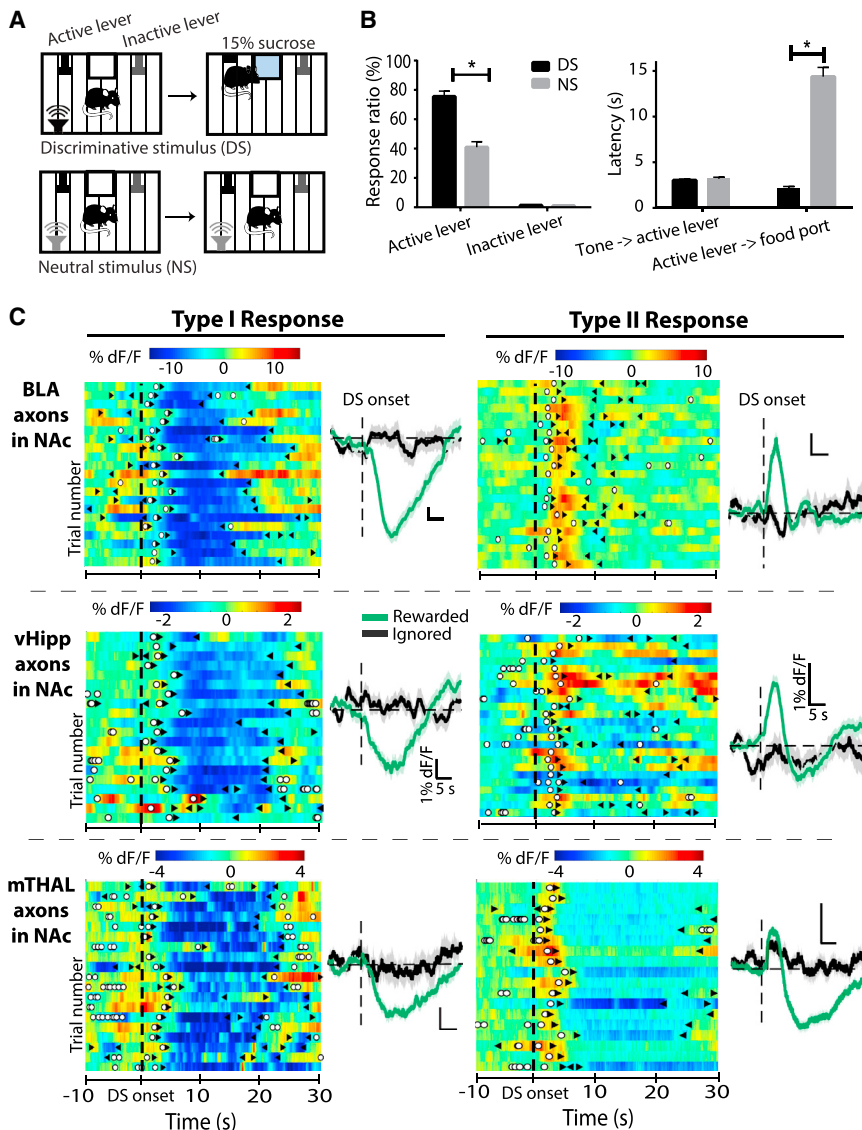 A
Active lever
Inactive lever
15% sucrose
Discriminative stimulus (DS)
Neutral stimulus (NS)
B
Response ratio (%)
100
80
60
40
20
0
Active lever
Inactive lever
*
DS
NS
Latency (s)
15
10
5
0
*
Tone -> active lever
Active lever -> food port
C
Type I Response
Type II Response
% dF/F
-10 0 10
% dF/F
-10 0 10
BLA
axons
in NAc
Trial number
DS onset
DS onset
% dF/F
-2 0 2
Rewarded
Ignored
% dF/F
-2 0 2
vHipp
axons
in NAc
Trial number
1% dF/F
5 s
1% dF/F
5 s
% dF/F
-4 0 4
% dF/F
-4 0 4
mTHAL
axons
in NAc
Trial number
-10 DS onset 10 20 30
Time (s)
-10 DS onset 10 20 30
Time (s)